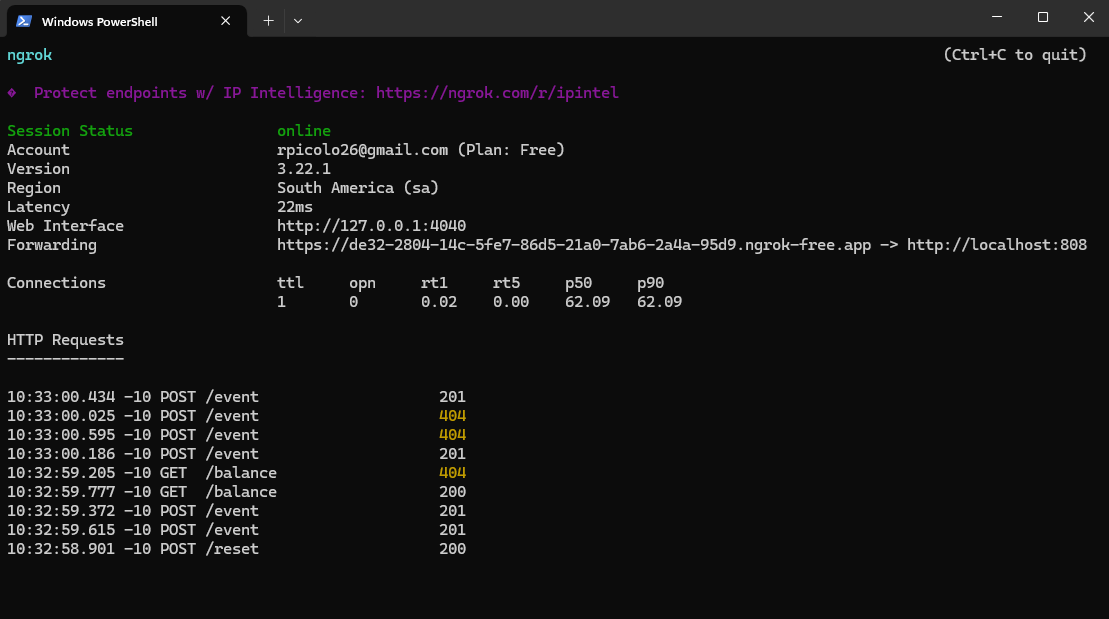 Windows PowerShell
ngrok (Ctrl+C to quit)
� Protect endpoints w/ IP Intelligence: https://ngrok.com/r/ipintel
Session Status online
Account rpicolo26@gmail.com (Plan: Free)
Version 3.22.1
Region South America (sa)
Latency 22ms
Web Interface http://127.0.0.1:4040
Forwarding https://de32-2804-14c-5fe7-86d5-21a0-7ab6-2a4a-95d9.ngrok-free.app -> http://localhost:808
Connections ttl opn rt1 rt5 p50 p90
1 0 0.02 0.00 62.09 62.09
HTTP Requests
-------------
10:33:00.434 -10 POST /event 201
10:33:00.025 -10 POST /event 404
10:33:00.595 -10 POST /event 404
10:33:00.186 -10 POST /event 201
10:32:59.205 -10 GET /balance 404
10:32:59.777 -10 GET /balance 200
10:32:59.372 -10 POST /event 201
10:32:59.615 -10 POST /event 201
10:32:58.901 -10 POST /reset 200